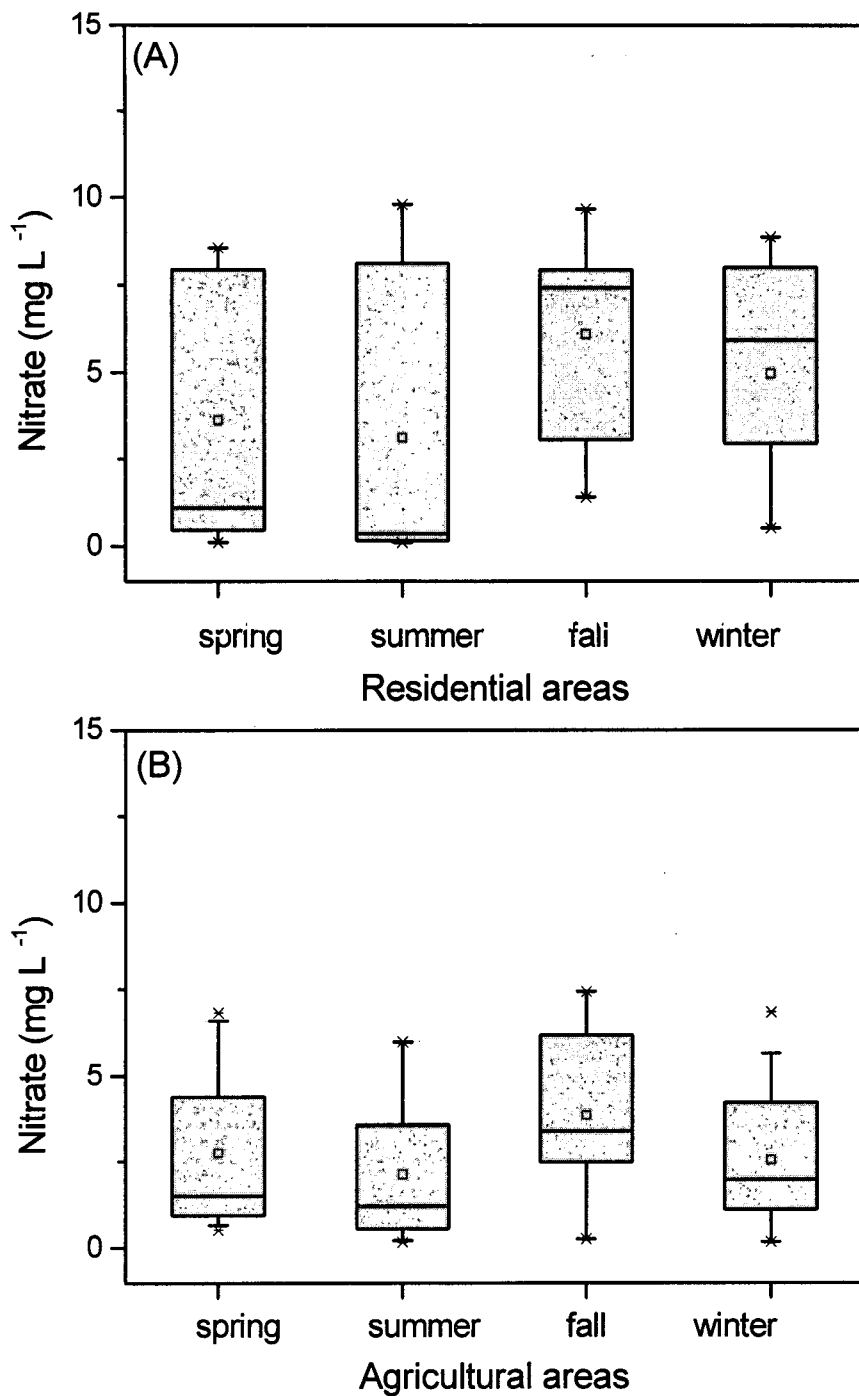 15
(A)
10
5
0
Nitrate (mg L ⁻¹)
spring summer fali winter
Residential areas
15
(B)
10
5
0
Nitrate (mg L ⁻¹)
spring summer fall winter
Agricultural areas